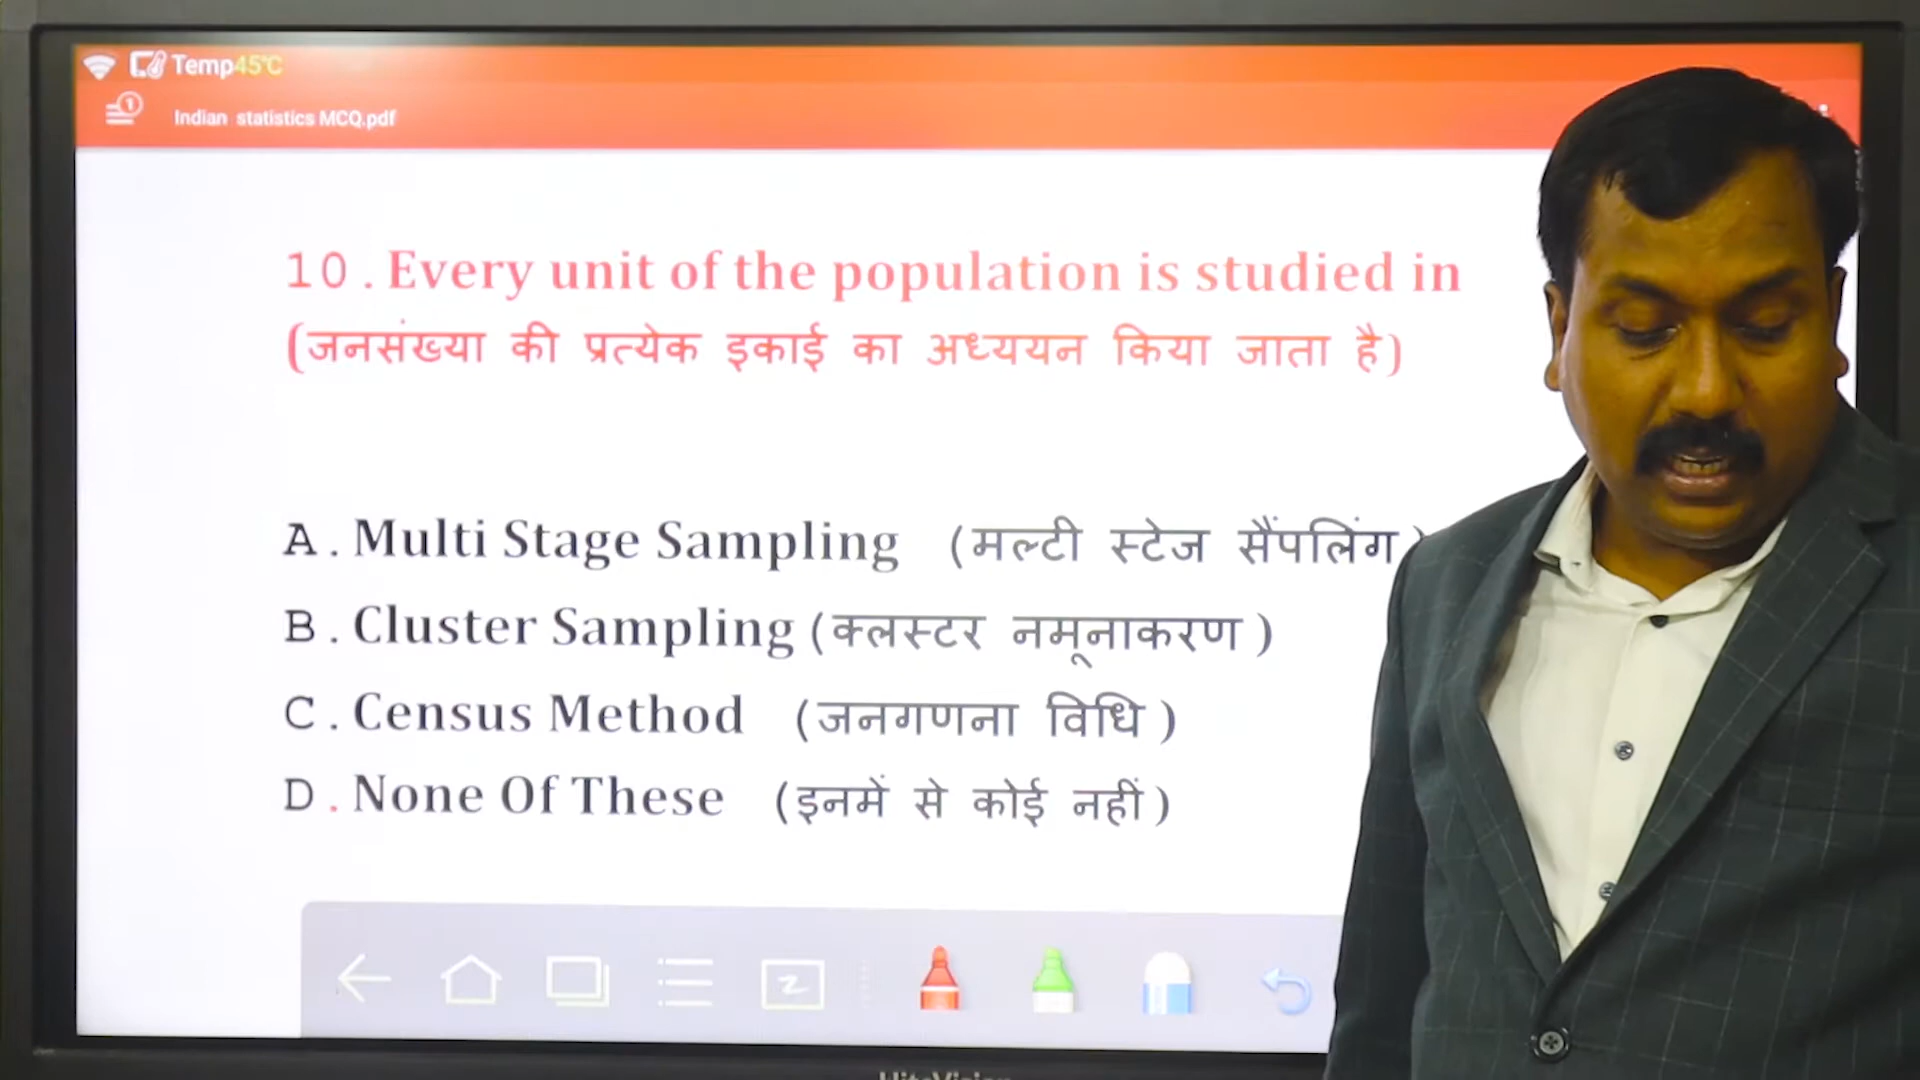 Temp45℃
Indian statistics MCQ.pdf
10. Every unit of the population is studied in
(जनसंख्या की प्रत्येक इकाई का अध्ययन किया जाता है)
A. Multi Stage Sampling (मल्टी स्टेज सैंपलिंग)
B. Cluster Sampling (क्लस्टर नमूनाकरण)
C. Census Method (जनगणना विधि)
D. None Of These (इनमें से कोई नहीं)